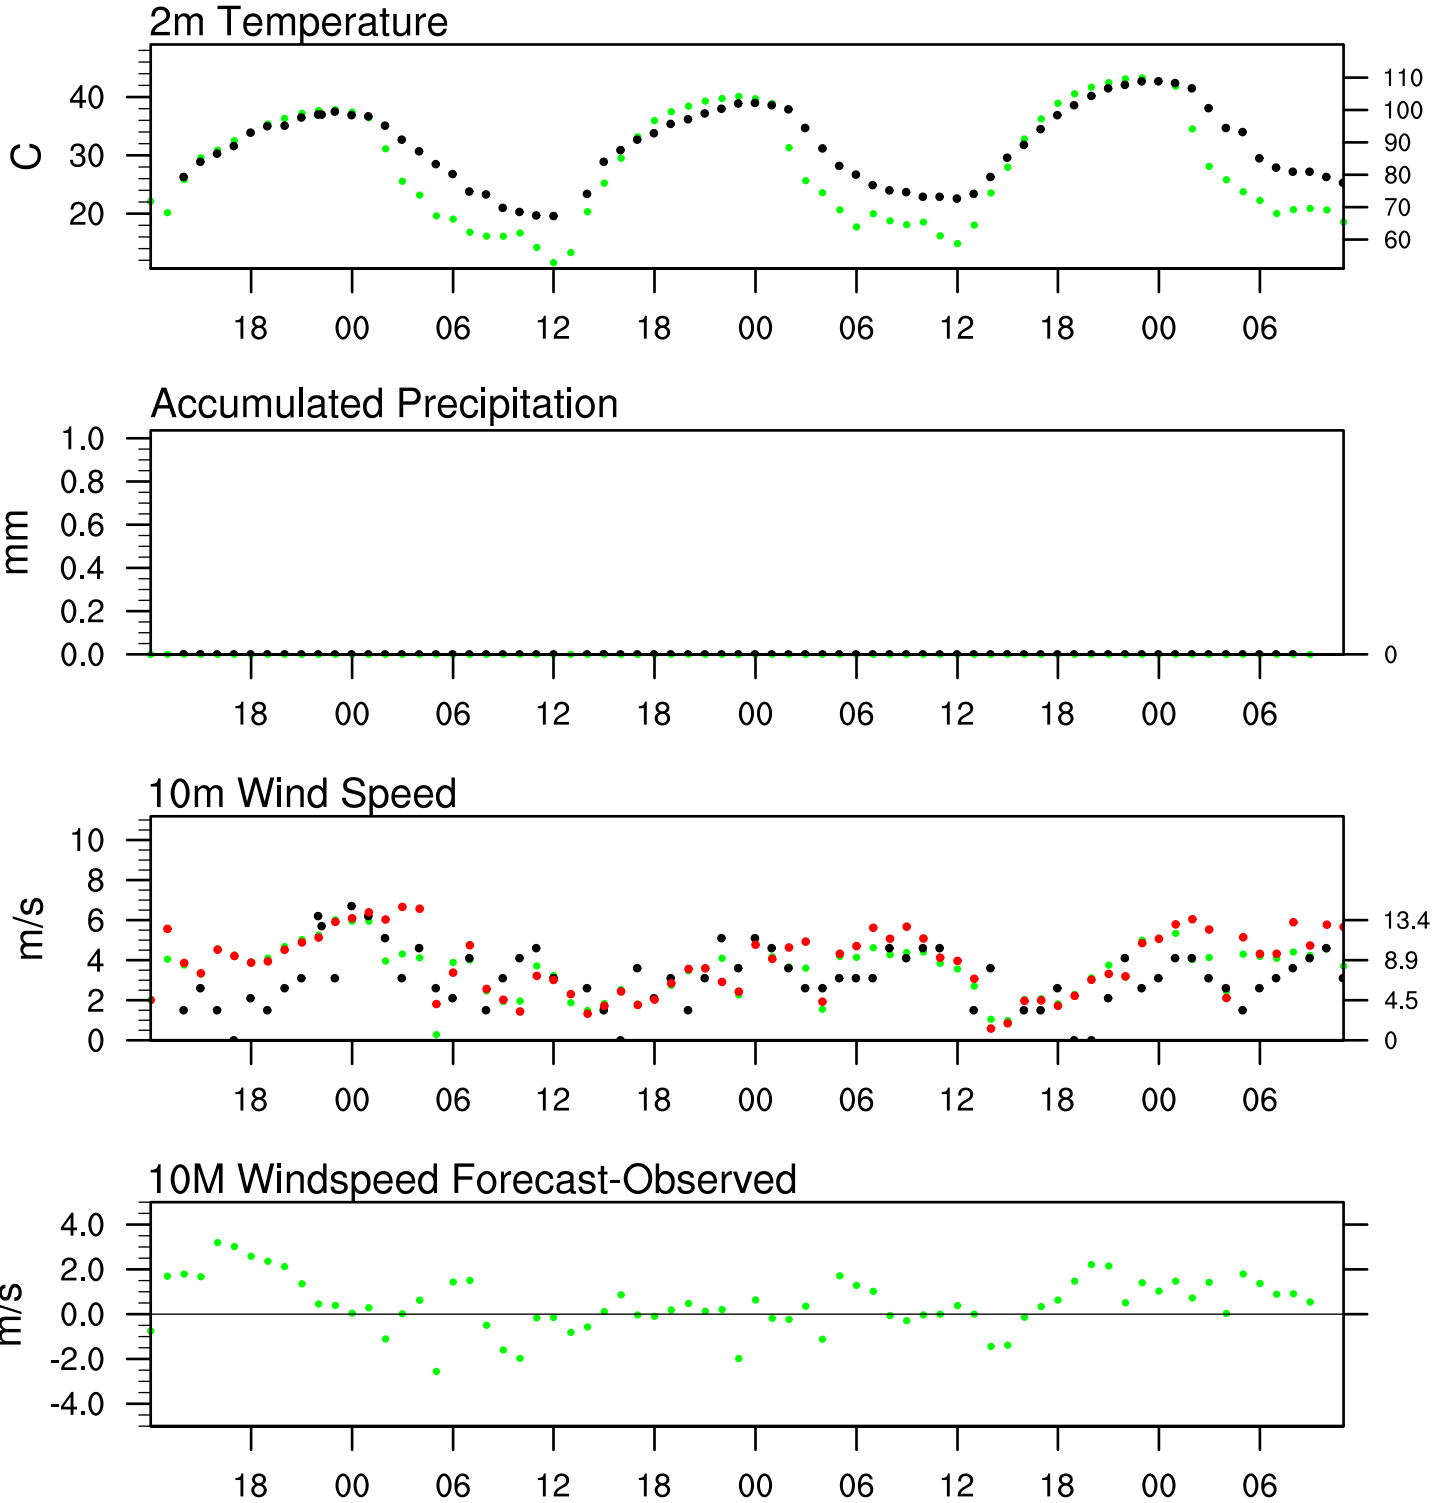 2m Temperature
C
40
30
20
110
100
90
80
70
60
18 00 06 12 18 00 06 12 18 00 06
Accumulated Precipitation
mm
1.0
0.8
0.6
0.4
0.2
0.0
0
18 00 06 12 18 00 06 12 18 00 06
10m Wind Speed
m/s
10
8
6
4
2
0
13.4
8.9
4.5
0
18 00 06 12 18 00 06 12 18 00 06
10M Windspeed Forecast-Observed
m/s
4.0
2.0
0.0
-2.0
-4.0
18 00 06 12 18 00 06 12 18 00 06